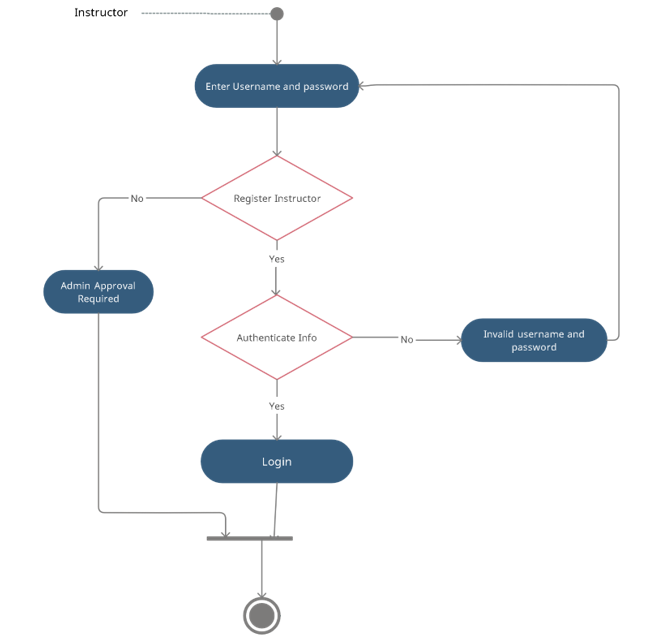 Instructor
Enter Username and password
Register Instructor
No
Yes
Admin Approval
Required
Authenticate Info
No
Invalid username and
password
Yes
Login